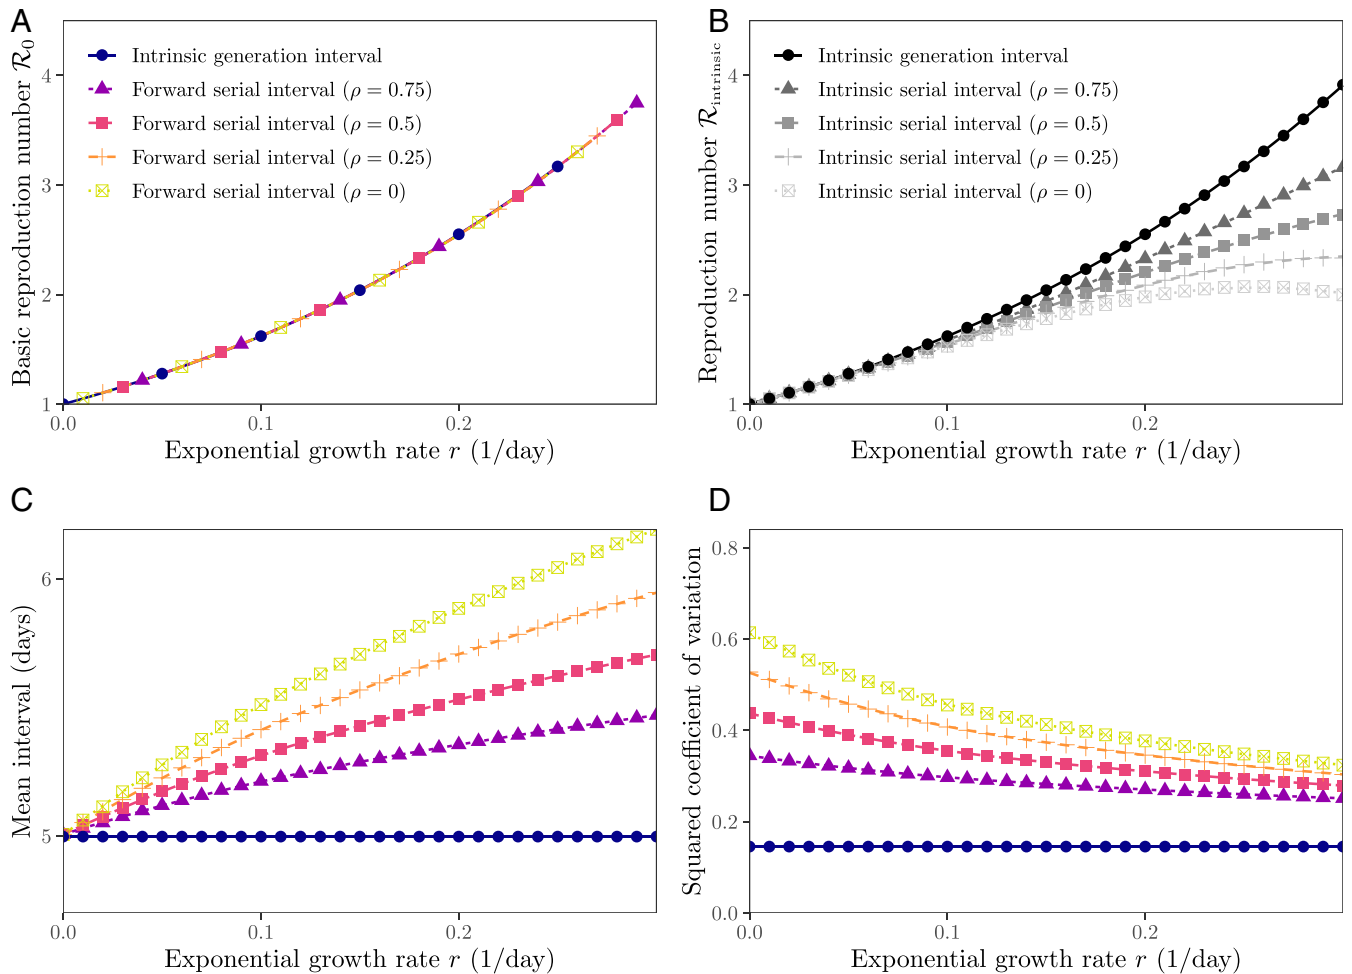 A
Basic reproduction number ℛ0
4
3
2
1
Intrinsic generation interval
Forward serial interval (ρ = 0.75)
Forward serial interval (ρ = 0.5)
Forward serial interval (ρ = 0.25)
Forward serial interval (ρ = 0)
0.0 0.1 0.2
Exponential growth rate r (1/day)
B
Reproduction number ℛintrinsic
4
3
2
1
Intrinsic generation interval
Intrinsic serial interval (ρ = 0.75)
Intrinsic serial interval (ρ = 0.5)
Intrinsic serial interval (ρ = 0.25)
Intrinsic serial interval (ρ = 0)
0.0 0.1 0.2
Exponential growth rate r (1/day)
C
Mean interval (days)
6
5
0.0 0.1 0.2
Exponential growth rate r (1/day)
D
Squared coefficient of variation
0.8
0.6
0.4
0.2
0.0
0.0 0.1 0.2
Exponential growth rate r (1/day)